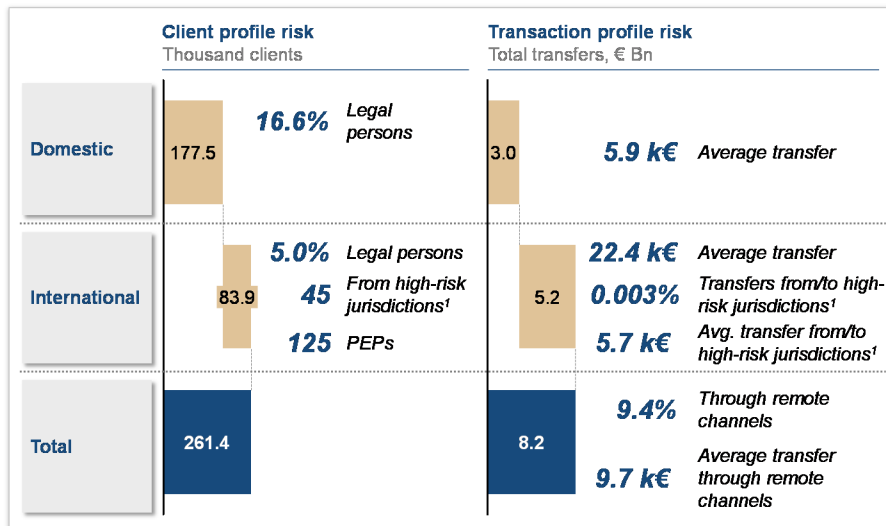 Client profile risk
Thousand clients
Transaction profile risk
Total transfers, € Bn
Domestic
177.5
16.6%
Legal
persons
3.0
5.9 k€
Average transfer
International
83.9
5.0%
Legal persons
45
From high-risk
jurisdictions¹
125
PEPs
5.2
22.4 k€
Average transfer
0.003%
Transfers from/to high-
risk jurisdictions¹
5.7 k€
Avg. transfer from/to
high-risk jurisdictions¹
Total
261.4
8.2
9.4%
Through remote
channels
9.7 k€
Average transfer
through remote
channels